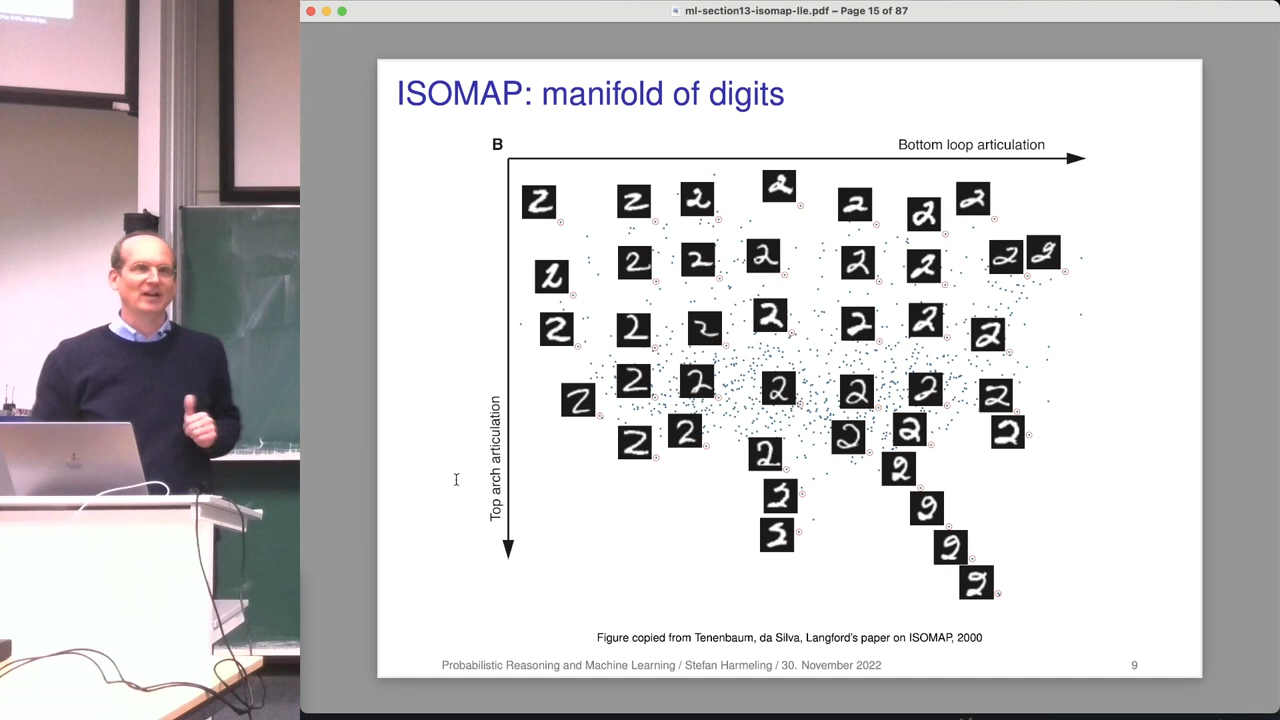 ml-section13-isomap-lle.pdf – Page 15 of 87
ISOMAP: manifold of digits
B
Bottom loop articulation
Top arch articulation
Figure copied from Tenenbaum, da Silva, Langford's paper on ISOMAP, 2000
Probabilistic Reasoning and Machine Learning / Stefan Harmeling / 30. November 2022
9